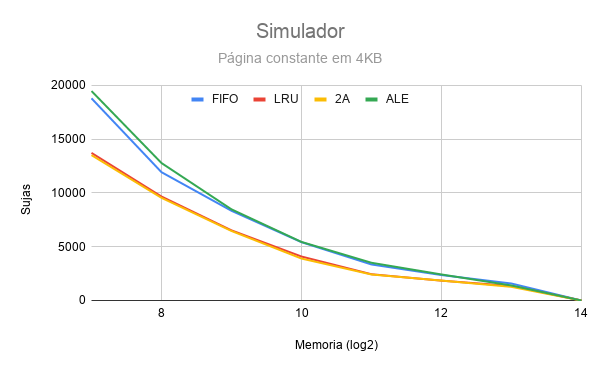 Simulador
Página constante em 4KB
FIFO LRU 2A ALE
20000
15000
10000
5000
0
Sujas
8 10 12 14
Memoria (log2)